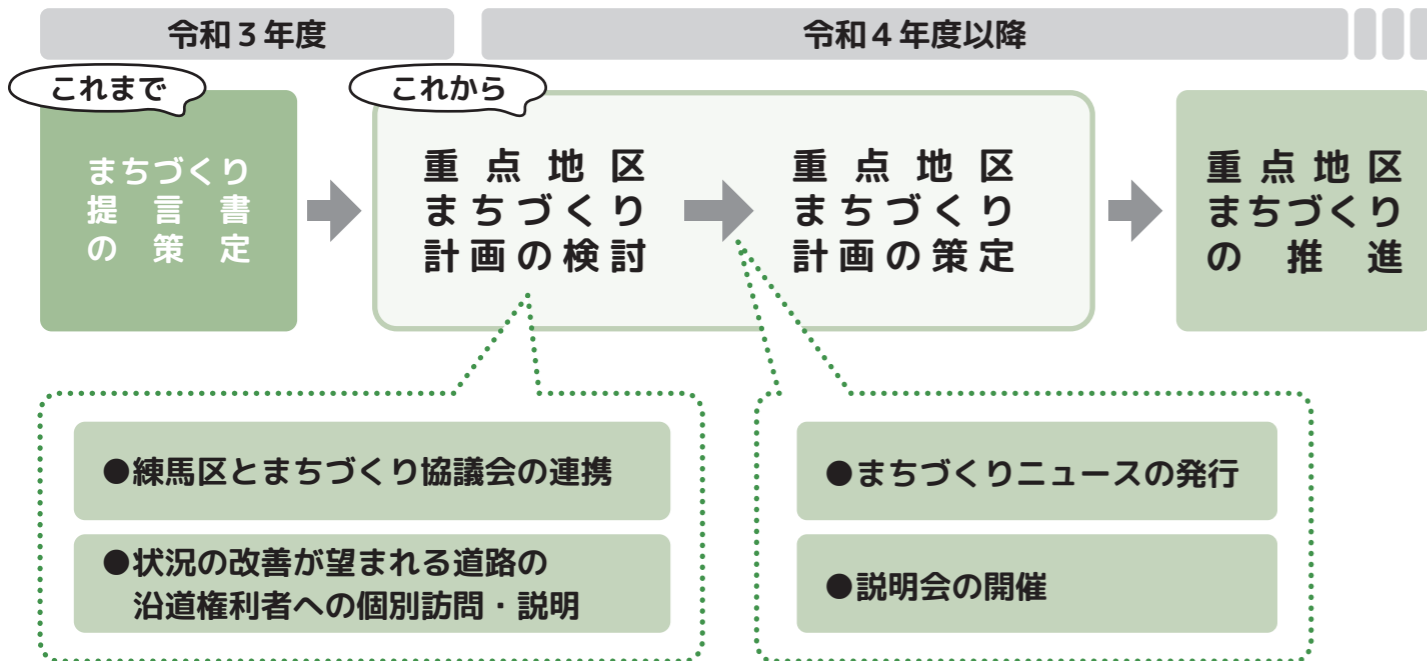 令和３年度
令和４年度以降
これまで
まちづくり
提言書
の策定
これから
重点地区
まちづくり
計画の検討
重点地区
まちづくり
計画の策定
重点地区
まちづくり
の推進
●練馬区とまちづくり協議会の連携
●状況の改善が望まれる道路の
沿道権利者への個別訪問・説明
●まちづくりニュースの発行
●説明会の開催